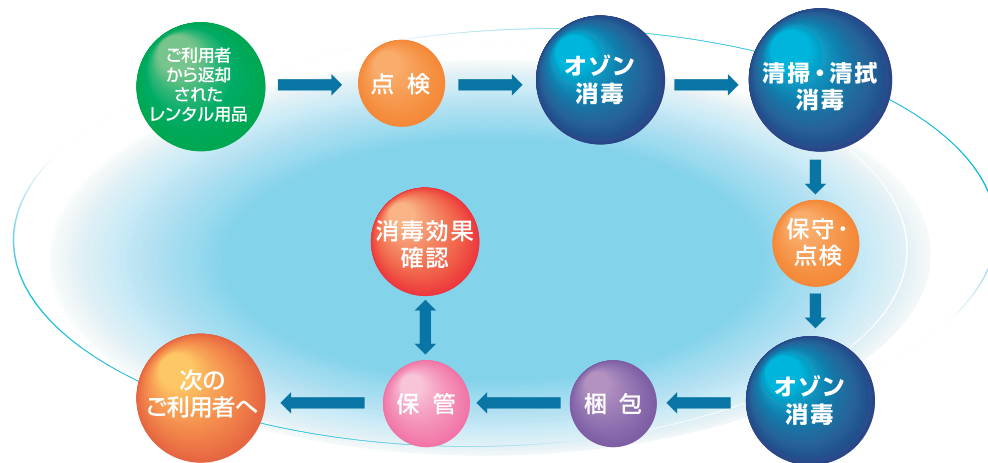 ご利用者
から返却
された
レンタル用品
点検
オゾン
消毒
清掃・清拭
消毒
保守・
点検
オゾン
消毒
梱包
保管
消毒効果
確認
次の
ご利用者へ